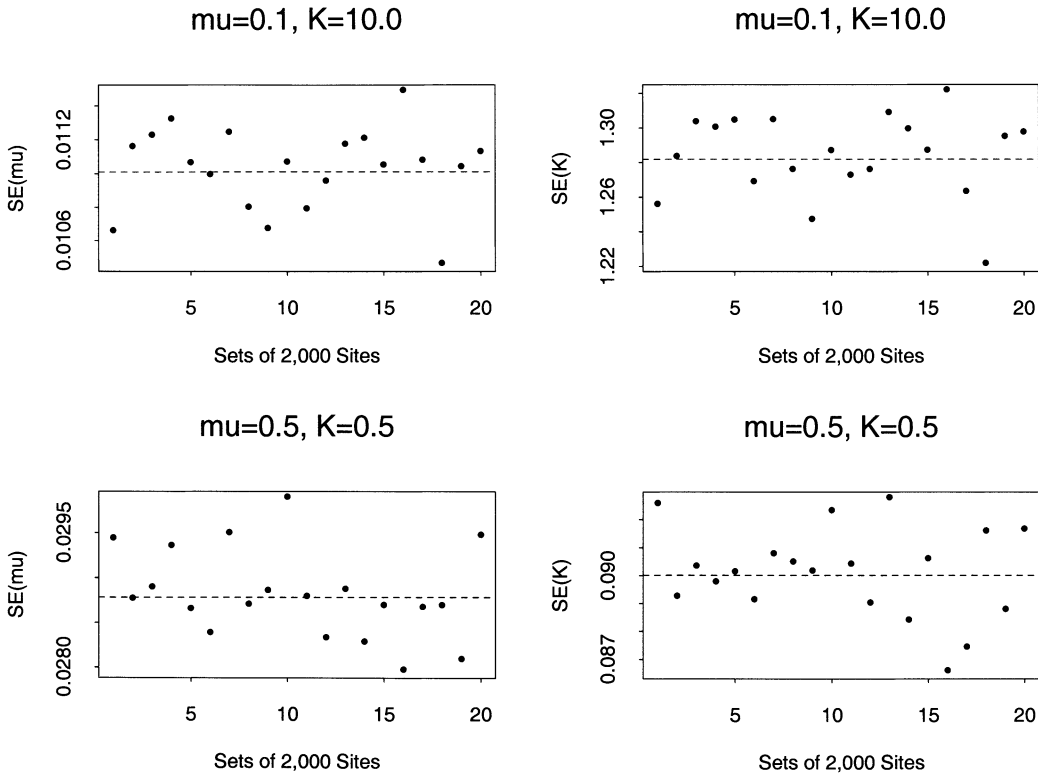 mu=0.1, K=10.0
SE(mu)
0.0106 0.0112
5 10 15 20
Sets of 2,000 Sites
mu=0.1, K=10.0
SE(K)
1.22 1.26 1.30
5 10 15 20
Sets of 2,000 Sites
mu=0.5, K=0.5
SE(mu)
0.0280 0.0295
5 10 15 20
Sets of 2,000 Sites
mu=0.5, K=0.5
SE(K)
0.087 0.090
5 10 15 20
Sets of 2,000 Sites